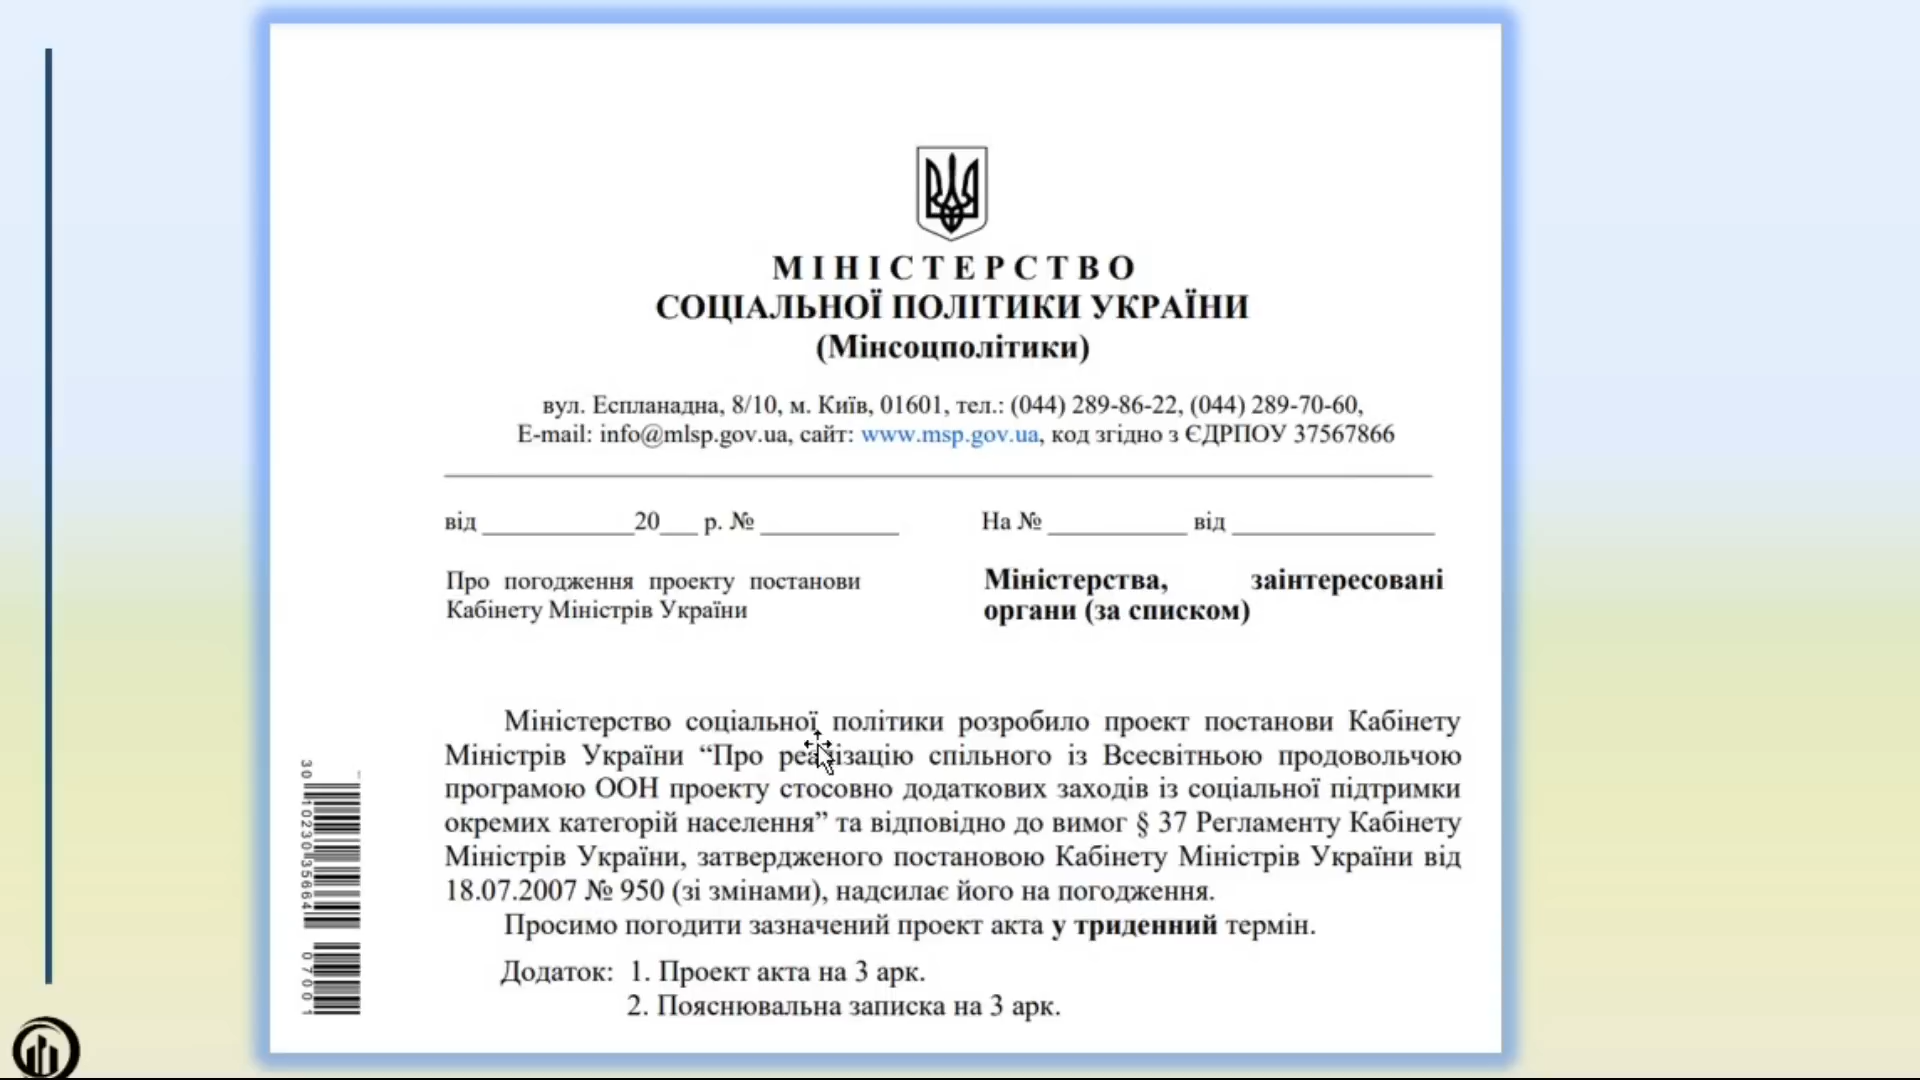 МІНІСТЕРСТВО
СОЦІАЛЬНОЇ ПОЛІТИКИ УКРАЇНИ
(Мінсоцполітики)
вул. Еспланадна, 8/10, м. Київ, 01601, тел.: (044) 289-86-22, (044) 289-70-60,
E-mail: info@mlsp.gov.ua, сайт: www.msp.gov.ua, код згідно з ЄДРПОУ 37567866
від ___________20___ р. № __________ На № __________ від _______________
Про погодження проекту постанови
Кабінету Міністрів України
Міністерства, заінтересовані
органи (за списком)
Міністерство соціальної політики розробило проект постанови Кабінету
Міністрів України “Про реалізацію спільного із Всесвітньою продовольчою
програмою ООН проекту стосовно додаткових заходів із соціальної підтримки
окремих категорій населення” та відповідно до вимог § 37 Регламенту Кабінету
Міністрів України, затвердженого постановою Кабінету Міністрів України від
18.07.2007 № 950 (зі змінами), надсилає його на погодження.
Просимо погодити зазначений проект акта у триденний термін.
Додаток: 1. Проект акта на 3 арк.
2. Пояснювальна записка на 3 арк.